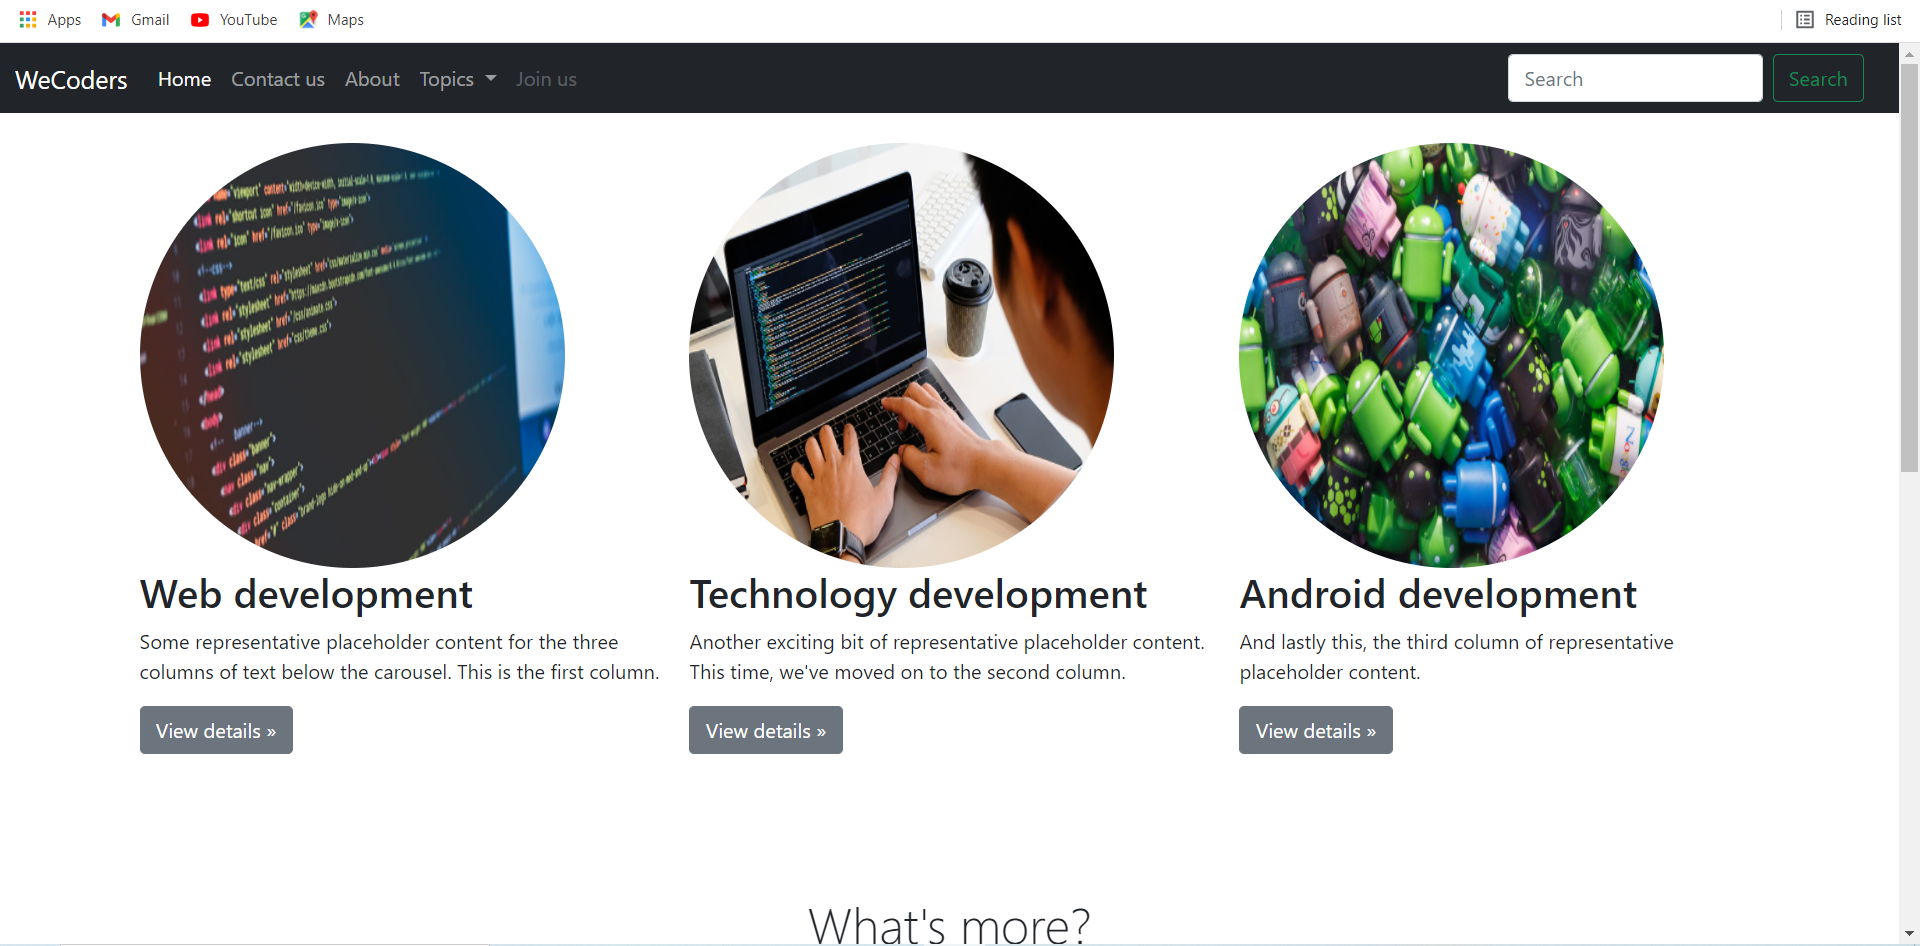 Apps Gmail YouTube Maps Reading list
WeCoders Home Contact us About Topics Join us Search Search
Web development
Some representative placeholder content for the three
columns of text below the carousel. This is the first column.
View details »
Technology development
Another exciting bit of representative placeholder content.
This time, we've moved on to the second column.
View details »
Android development
And lastly this, the third column of representative
placeholder content.
View details »
What's more?